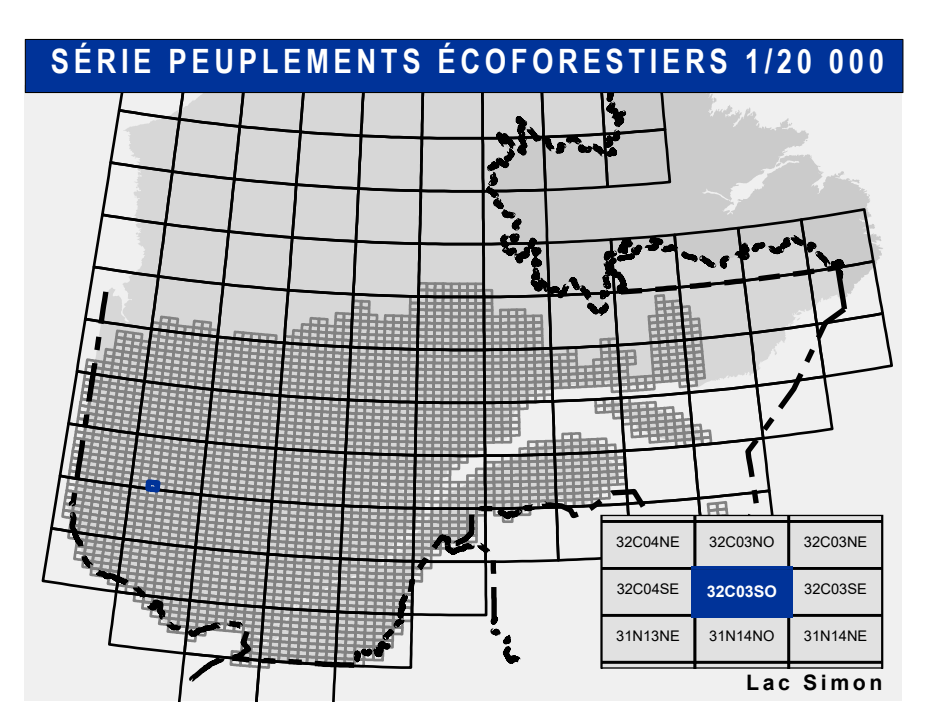 SÉRIE PEUPLEMENTS ÉCOFORESTIERS 1/20 000
32C04NE 32C03NO 32C03NE
32C04SE 32C03SO 32C03SE
31N13NE 31N14NO 31N14NE
Lac Simon